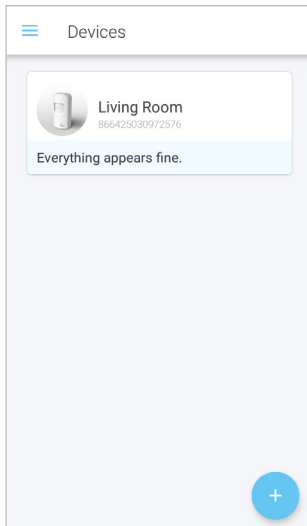 Devices
Living Room
866425030972576
Everything appears fine.
+